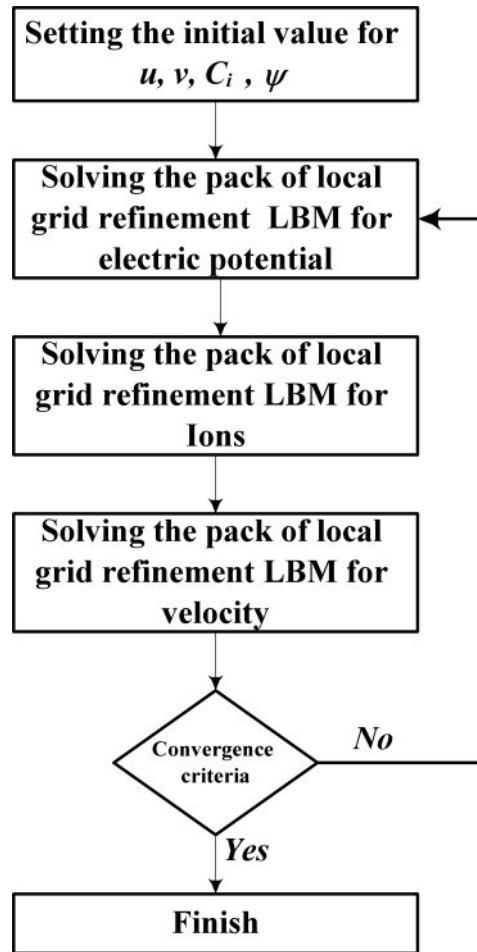 Setting the initial value for
u, v, Cᵢ , ψ
Solving the pack of local
grid refinement LBM for
electric potential
Solving the pack of local
grid refinement LBM for
Ions
Solving the pack of local
grid refinement LBM for
velocity
Convergence
criteria
No
Yes
Finish